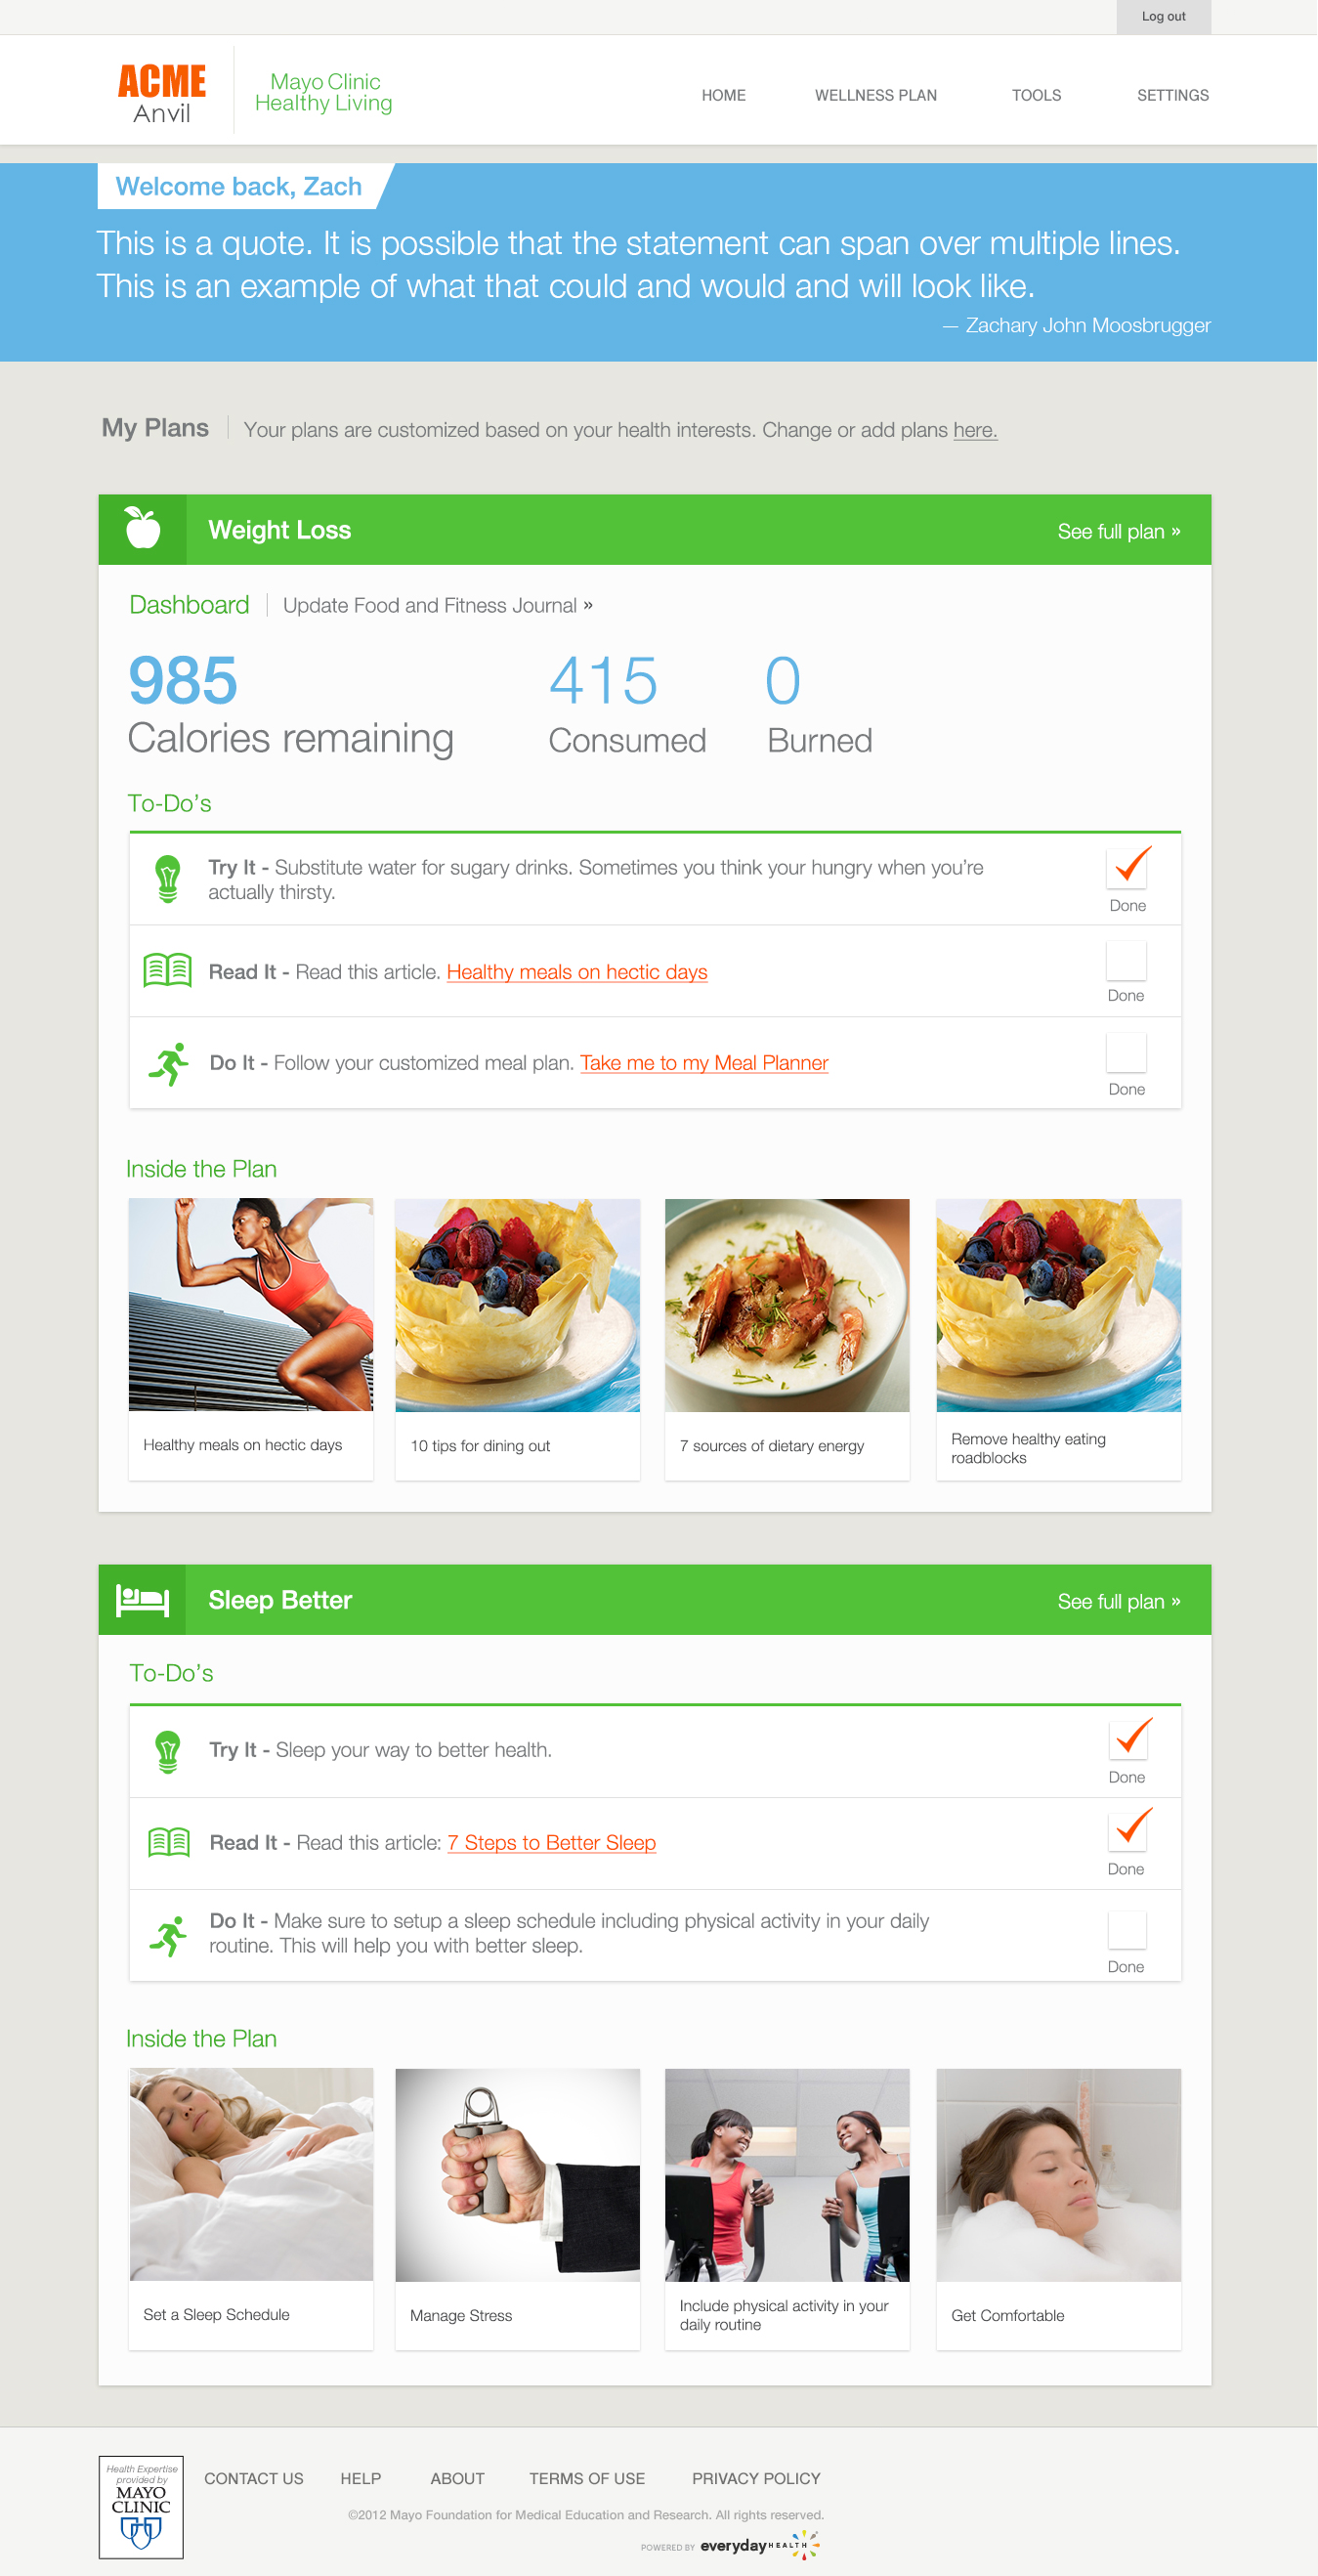 Log out
ACME
Anvil
Mayo Clinic
Healthy Living
HOME WELLNESS PLAN TOOLS SETTINGS
Welcome back, Zach
This is a quote. It is possible that the statement can span over multiple lines.
This is an example of what that could and would and will look like.
— Zachary John Moosbrugger
My Plans Your plans are customized based on your health interests. Change or add plans here.
Weight Loss See full plan »
Dashboard Update Food and Fitness Journal »
985 415 0
Calories remaining Consumed Burned
To-Do's
Try It - Substitute water for sugary drinks. Sometimes you think your hungry when you're
actually thirsty.
Done
Read It - Read this article. Healthy meals on hectic days
Done
Do It - Follow your customized meal plan. Take me to my Meal Planner
Done
Inside the Plan
Healthy meals on hectic days
10 tips for dining out
7 sources of dietary energy
Remove healthy eating
roadblocks
Sleep Better See full plan »
To-Do's
Try It - Sleep your way to better health.
Done
Read It - Read this article: 7 Steps to Better Sleep
Done
Do It - Make sure to setup a sleep schedule including physical activity in your daily
routine. This will help you with better sleep.
Done
Inside the Plan
Set a Sleep Schedule
Manage Stress
Include physical activity in your
daily routine
Get Comfortable
Health Expertise
provided by
MAYO
CLINIC
CONTACT US HELP ABOUT TERMS OF USE PRIVACY POLICY
©2012 Mayo Foundation for Medical Education and Research. All rights reserved.
POWERED BY everyday HEALTH